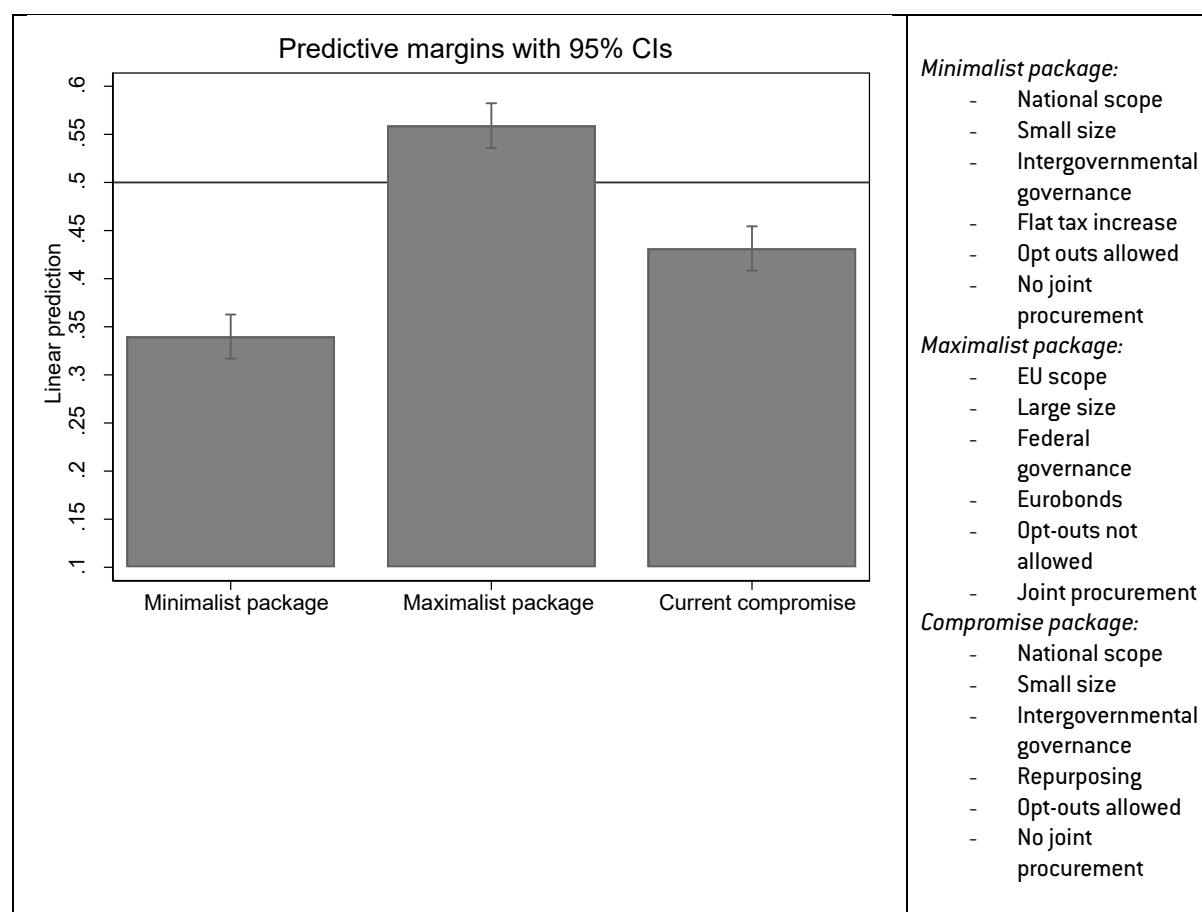 Predictive margins with 95% CIs
Linear prediction
.6
.55
.5
.45
.4
.35
.3
.25
.2
.15
.1
Minimalist package
Maximalist package
Current compromise
Minimalist package:
- National scope
- Small size
- Intergovernmental
governance
- Flat tax increase
- Opt outs allowed
- No joint
procurement
Maximalist package:
- EU scope
- Large size
- Federal
governance
- Eurobonds
- Opt-outs not
allowed
- Joint procurement
Compromise package:
- National scope
- Small size
- Intergovernmental
governance
- Repurposing
- Opt-outs allowed
- No joint
procurement